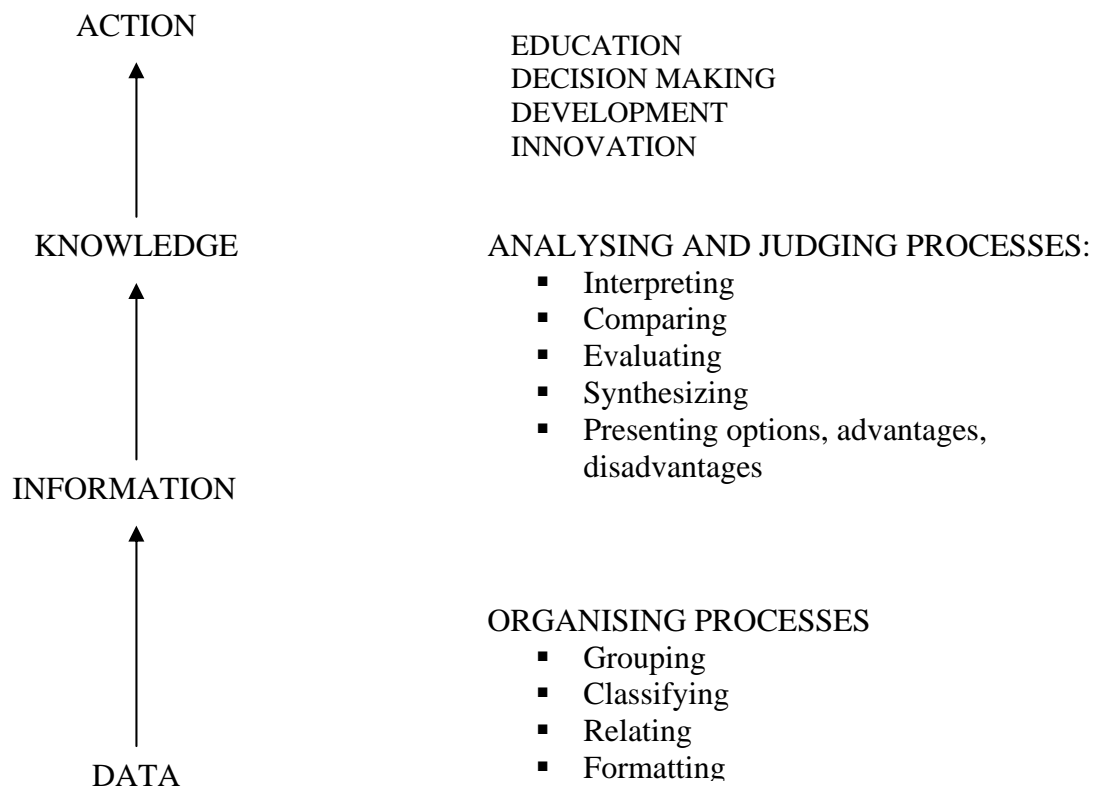 ACTION
EDUCATION
DECISION MAKING
DEVELOPMENT
INNOVATION
KNOWLEDGE
ANALYSING AND JUDGING PROCESSES:
▪ Interpreting
▪ Comparing
▪ Evaluating
▪ Synthesizing
▪ Presenting options, advantages,
disadvantages
INFORMATION
ORGANISING PROCESSES
▪ Grouping
▪ Classifying
▪ Relating
▪ Formatting
DATA